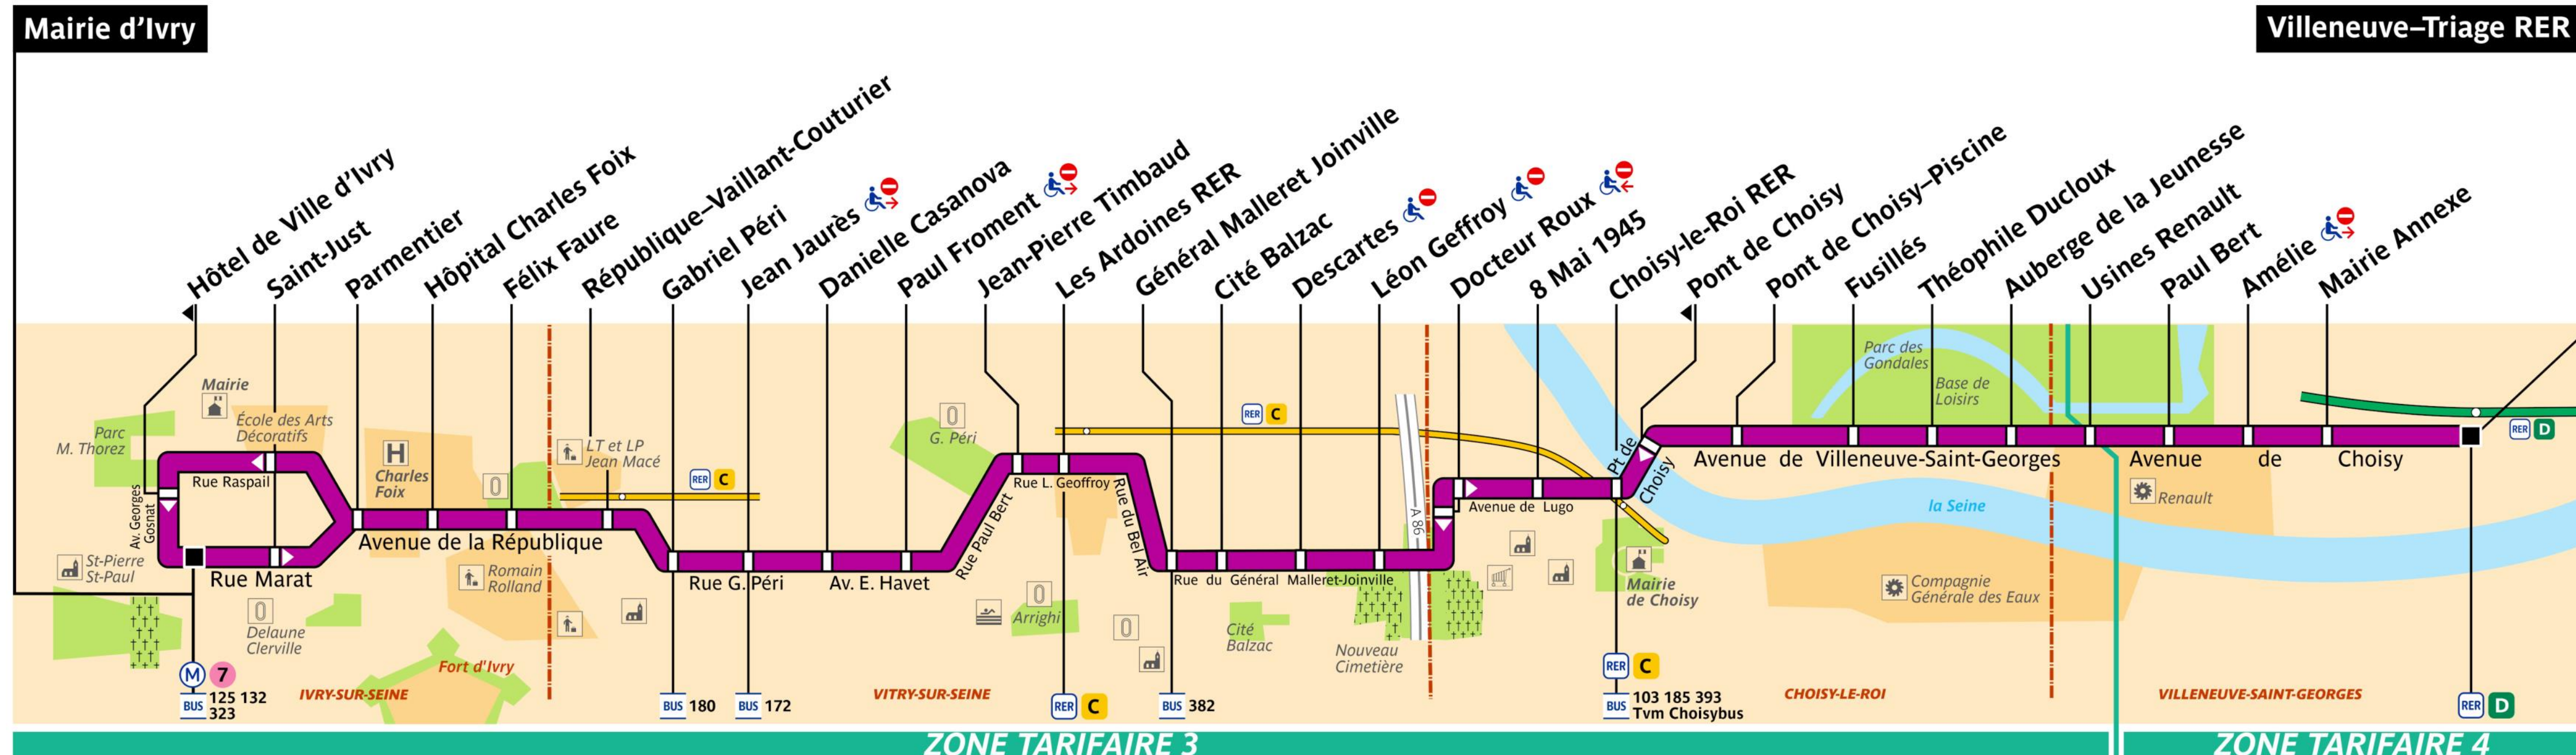 Mairie d'Ivry
Villeneuve–Triage RER
Hôtel de Ville d'Ivry
Saint-Just
Parmentier
Hôpital Charles Foix
Félix Faure
République–Vaillant-Couturier
Gabriel Péri
Jean Jaurès
Danielle Casanova
Paul Froment
Jean-Pierre Timbaud
Les Ardoines RER
Général Malleret Joinville
Cité Balzac
Descartes
Léon Geffroy
Docteur Roux
8 Mai 1945
Choisy-le-Roi RER
Pont de Choisy
Pont de Choisy–Piscine
Fusillés
Théophile Ducloux
Auberge de la Jeunesse
Usines Renault
Paul Bert
Amélie
Mairie Annexe
Parc
M. Thorez
Mairie
École des Arts
Décoratifs
Rue Raspail
Av. Georges
Gosnat
St-Pierre
St-Paul
Rue Marat
Delaune
Clerville
H
Charles
Foix
Avenue de la République
Romain
Rolland
Fort d'Ivry
LT et LP
Jean Macé
RER C
Rue G. Péri
Av. E. Havet
G. Péri
Rue Paul Bert
Rue L. Geoffroy
Rue du Bel Air
Arrighi
RER C
Rue du Général Malleret-Joinville
Cité
Balzac
Nouveau
Cimetière
A 86
Avenue de Lugo
Pt de
Choisy
Mairie
de Choisy
Parc des
Gondales
Base de
Loisirs
Avenue de Villeneuve-Saint-Georges
Avenue de Choisy
la Seine
Renault
Compagnie
Générale des Eaux
RER D
M 7
BUS 125 132
323
IVRY-SUR-SEINE
BUS 180
BUS 172
VITRY-SUR-SEINE
RER C
BUS 382
RER C
BUS 103 185 393
Tvm Choisybus
CHOISY-LE-ROI
VILLENEUVE-SAINT-GEORGES
RER D
ZONE TARIFAIRE 3
ZONE TARIFAIRE 4